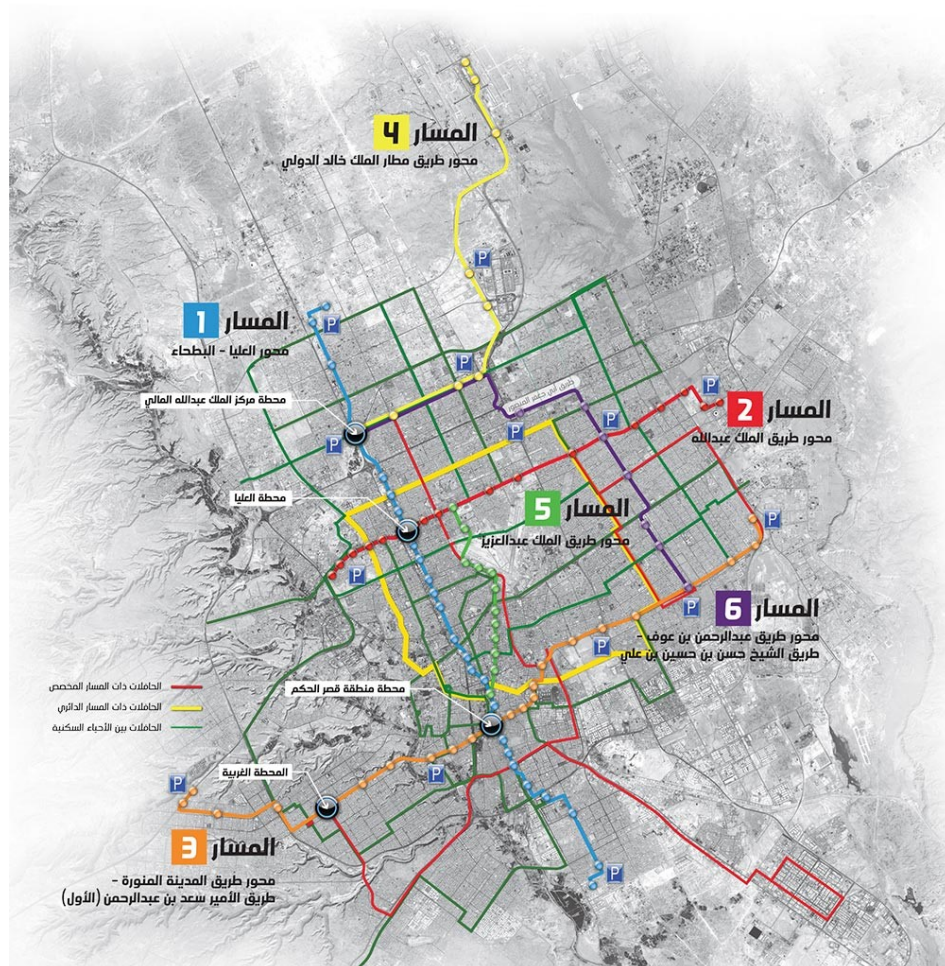 المسار 4
محور طريق مطار الملك خالد الدولي
P
المسار 1
محور العليا - البطحاء
P
P
طريق أبي جعفر المنصور
P
المسار 2
محور طريق الملك عبدالله
محطة مركز الملك عبدالله المالي
P
P
P
محطة العليا
المسار 5
محور طريق الملك عبدالعزيز
P
P
المسار 6
محور طريق عبدالرحمن بن عوف -
طريق الشيخ حسن بن حسين بن علي
P
P
محطة منطقة قصر الحكم
الحافلات ذات المسار المخصص
الحافلات ذات المسار الدائري
الحافلات بين الأحياء السكنية
المحطة الغربية
P
P
المسار 3
محور طريق المدينة المنورة -
طريق الأمير سعد بن عبدالرحمن (الأول)
P